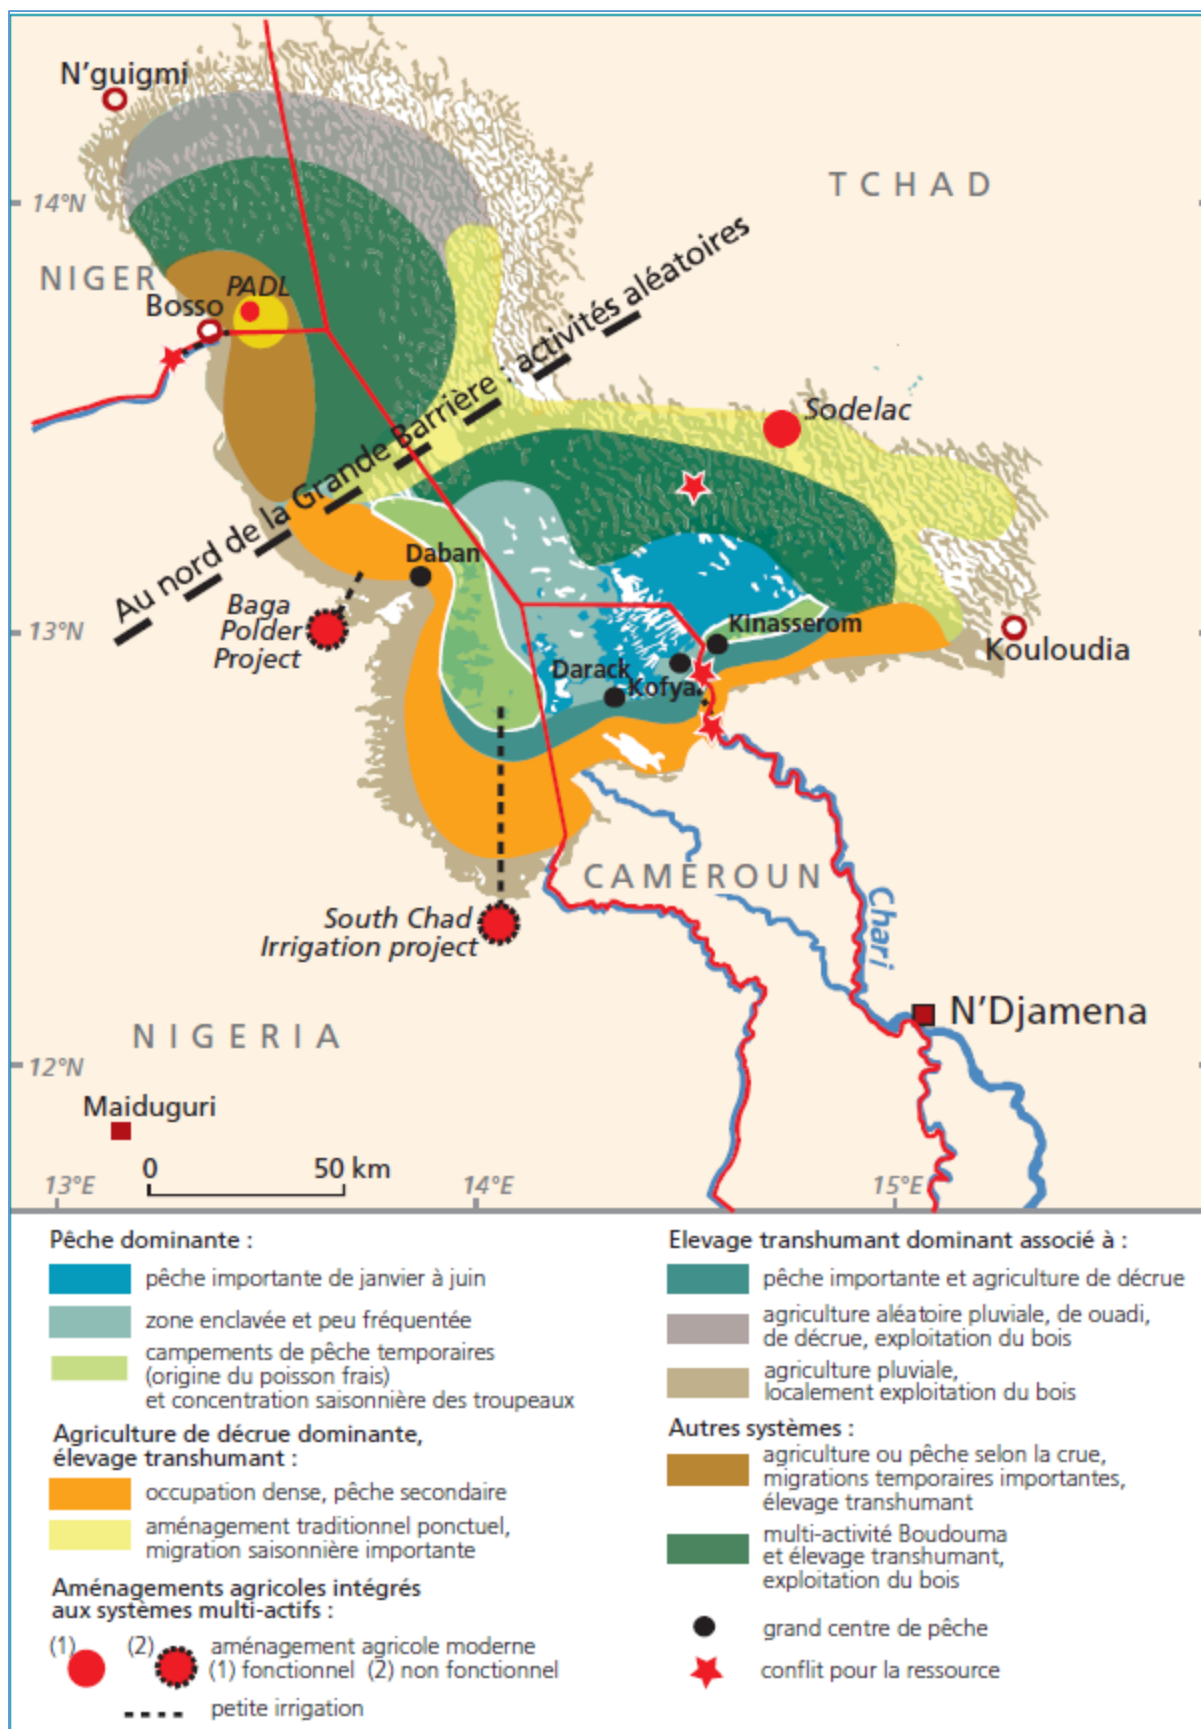 N'guigmi
TCHAD
14°N
NIGER
PADL
Bosso
Au nord de la Grande Barrière : activités aléatoires
Sodelac
Daban
Baga
Polder
Project
13°N
Kinasserom
Kouloudia
Darack
Kofya
CAMEROUN
Chari
South Chad
Irrigation project
N'Djamena
NIGERIA
12°N
Maiduguri
0 50 km
13°E 14°E 15°E
Pêche dominante :
pêche importante de janvier à juin
zone enclavée et peu fréquentée
campements de pêche temporaires
(origine du poisson frais)
et concentration saisonnière des troupeaux
Agriculture de décrue dominante,
élevage transhumant :
occupation dense, pêche secondaire
aménagement traditionnel ponctuel,
migration saisonnière importante
Aménagements agricoles intégrés
aux systèmes multi-actifs :
(1) (2) aménagement agricole moderne
(1) fonctionnel (2) non fonctionnel
petite irrigation
Elevage transhumant dominant associé à :
pêche importante et agriculture de décrue
agriculture aléatoire pluviale, de ouadi,
de décrue, exploitation du bois
agriculture pluviale,
localement exploitation du bois
Autres systèmes :
agriculture ou pêche selon la crue,
migrations temporaires importantes,
élevage transhumant
multi-activité Boudouma
et élevage transhumant,
exploitation du bois
grand centre de pêche
conflit pour la ressource